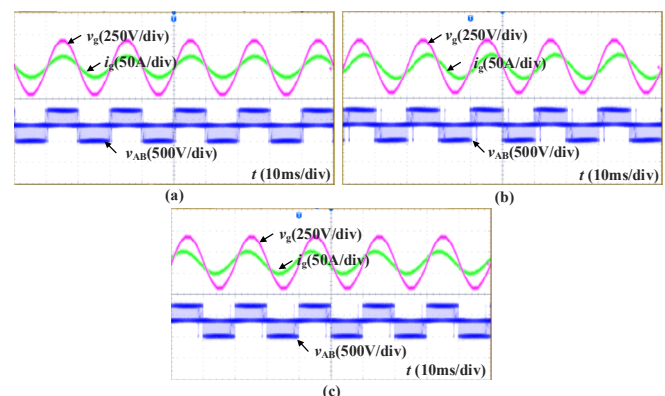 vg(250V/div)
ig(50A/div)
vAB(500V/div)
t (10ms/div)
(a)
vg(250V/div)
ig(50A/div)
vAB(500V/div)
t (10ms/div)
(b)
vg(250V/div)
ig(50A/div)
vAB(500V/div)
t (10ms/div)
(c)